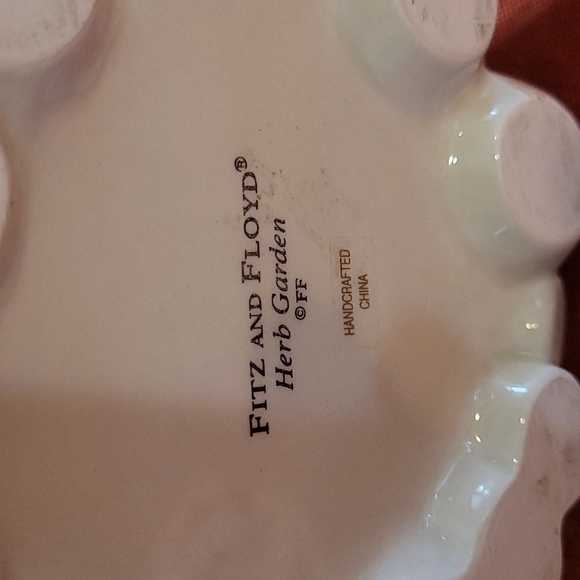 FITZ AND FLOYD®
Herb Garden
©FF
HANDCRAFTED
CHINA